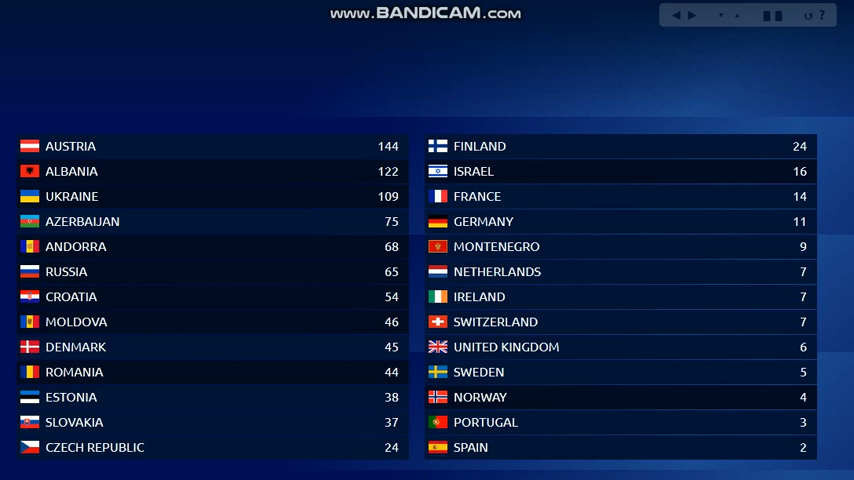 www.BANDICAM.com
?
AUSTRIA 144
ALBANIA 122
UKRAINE 109
AZERBAIJAN 75
ANDORRA 68
RUSSIA 65
CROATIA 54
MOLDOVA 46
DENMARK 45
ROMANIA 44
ESTONIA 38
SLOVAKIA 37
CZECH REPUBLIC 24
FINLAND 24
ISRAEL 16
FRANCE 14
GERMANY 11
MONTENEGRO 9
NETHERLANDS 7
IRELAND 7
SWITZERLAND 7
UNITED KINGDOM 6
SWEDEN 5
NORWAY 4
PORTUGAL 3
SPAIN 2